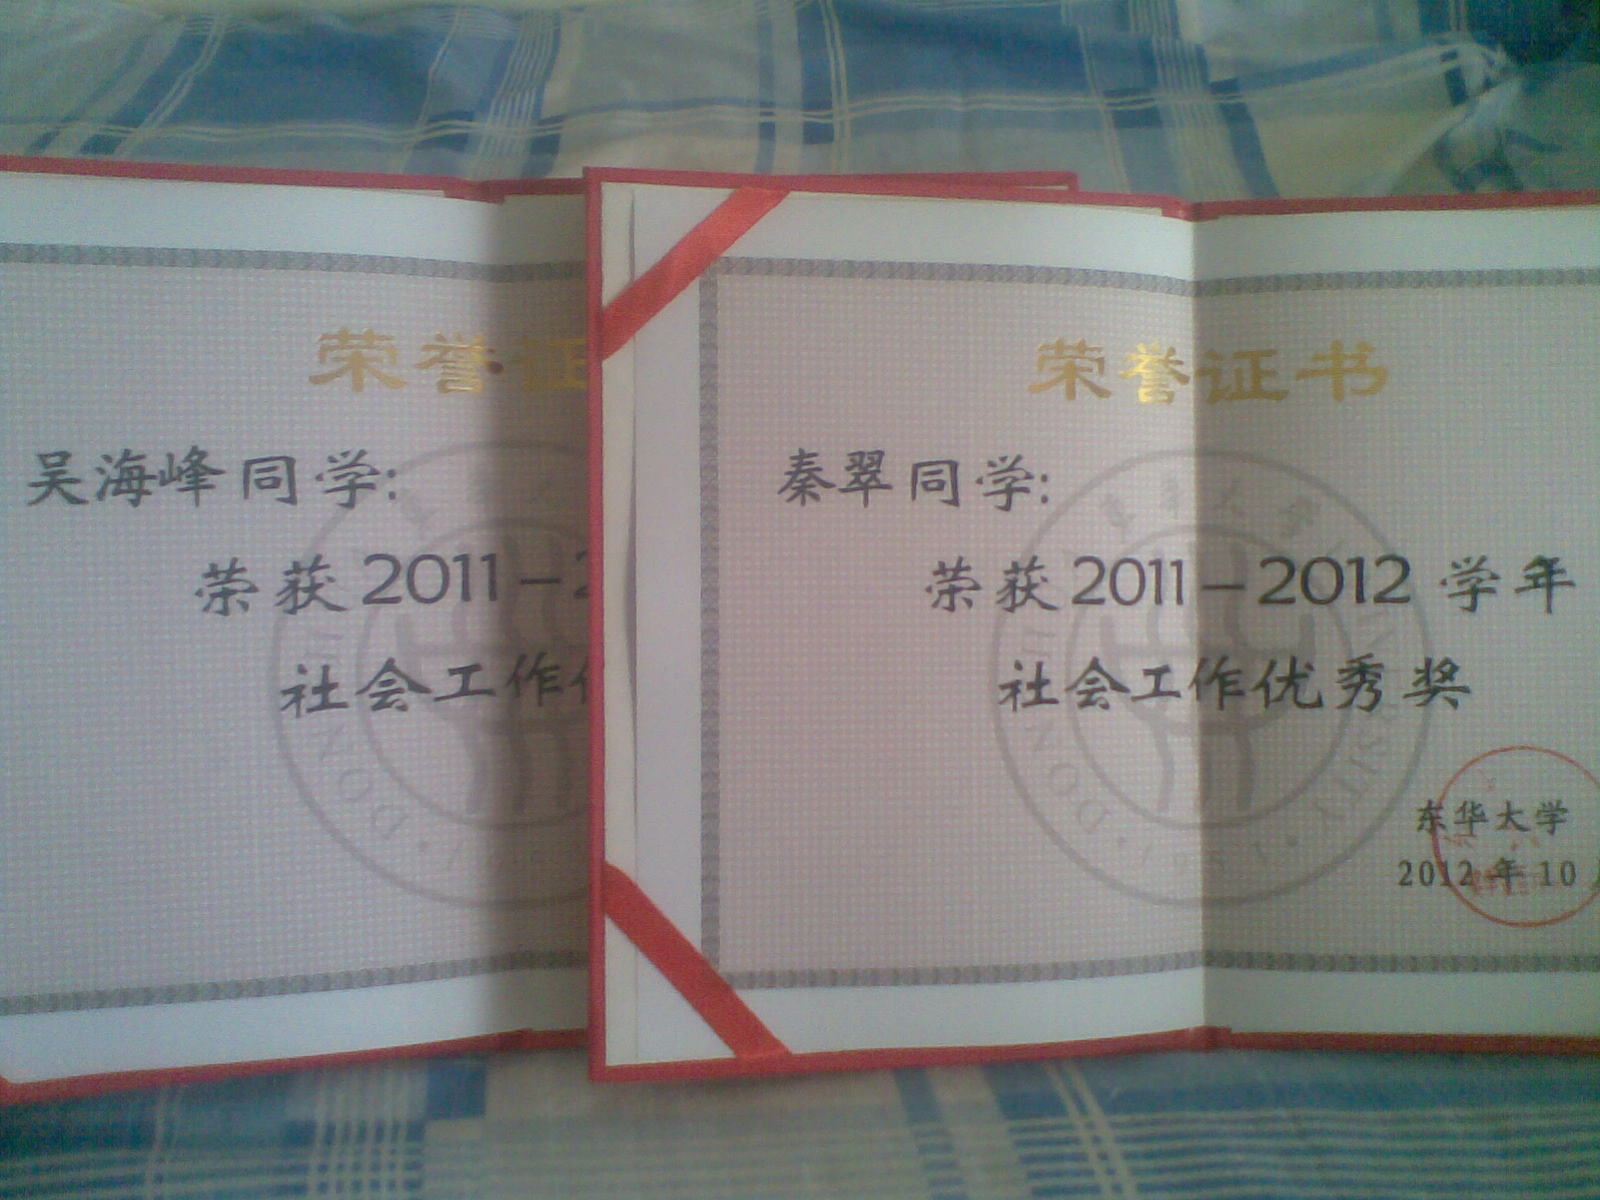 荣誉证
吴海峰同学:
荣获2011–
社会工作
荣誉证书
秦翠同学:
荣获2011–2012学年
社会工作优秀奖
东华大学
2012年10